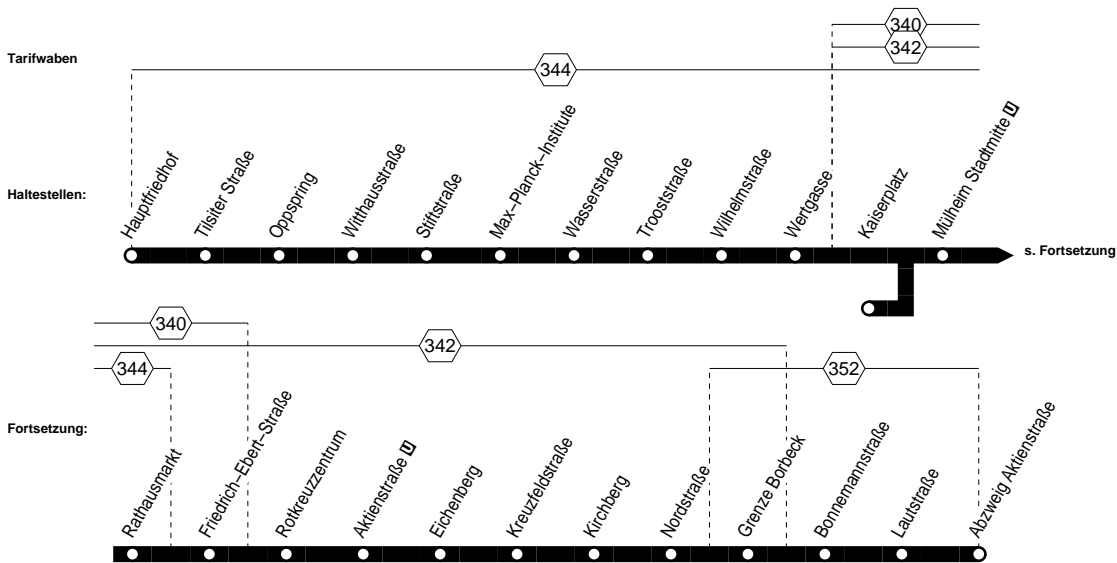 340
342
Tarifwaben
344
Haltestellen:
Hauptfriedhof
Tilsiter Straße
Oppspring
Witthausstraße
Stiftstraße
Max–Planck–Institute
Wasserstraße
Trooststraße
Wilhelmstraße
Wertgasse
Kaiserplatz
Mülheim Stadtmitte U
s. Fortsetzung
340
342
344
352
Fortsetzung:
Rathausmarkt
Friedrich–Ebert–Straße
Rotkreuzzentrum
Aktienstraße U
Eichenberg
Kreuzfeldstraße
Kirchberg
Nordstraße
Grenze Borbeck
Bonnemannstraße
Lautstraße
Abzweig Aktienstraße